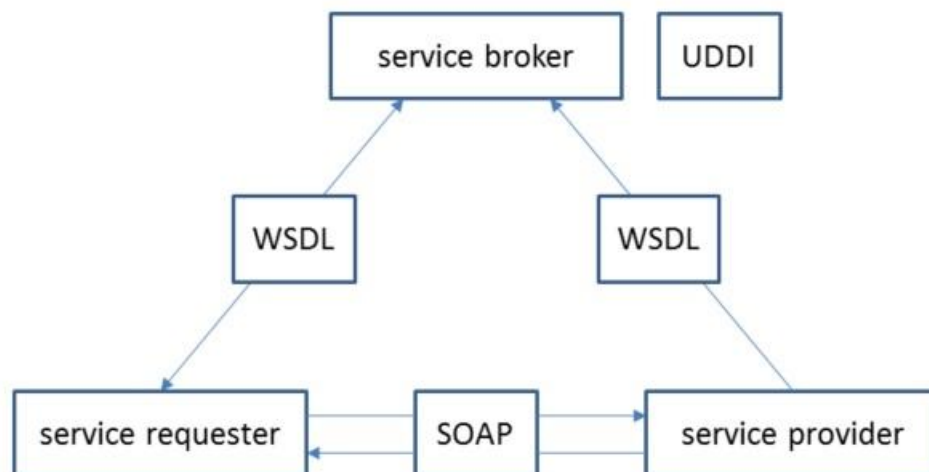 service broker
UDDI
WSDL
WSDL
service requester
SOAP
service provider